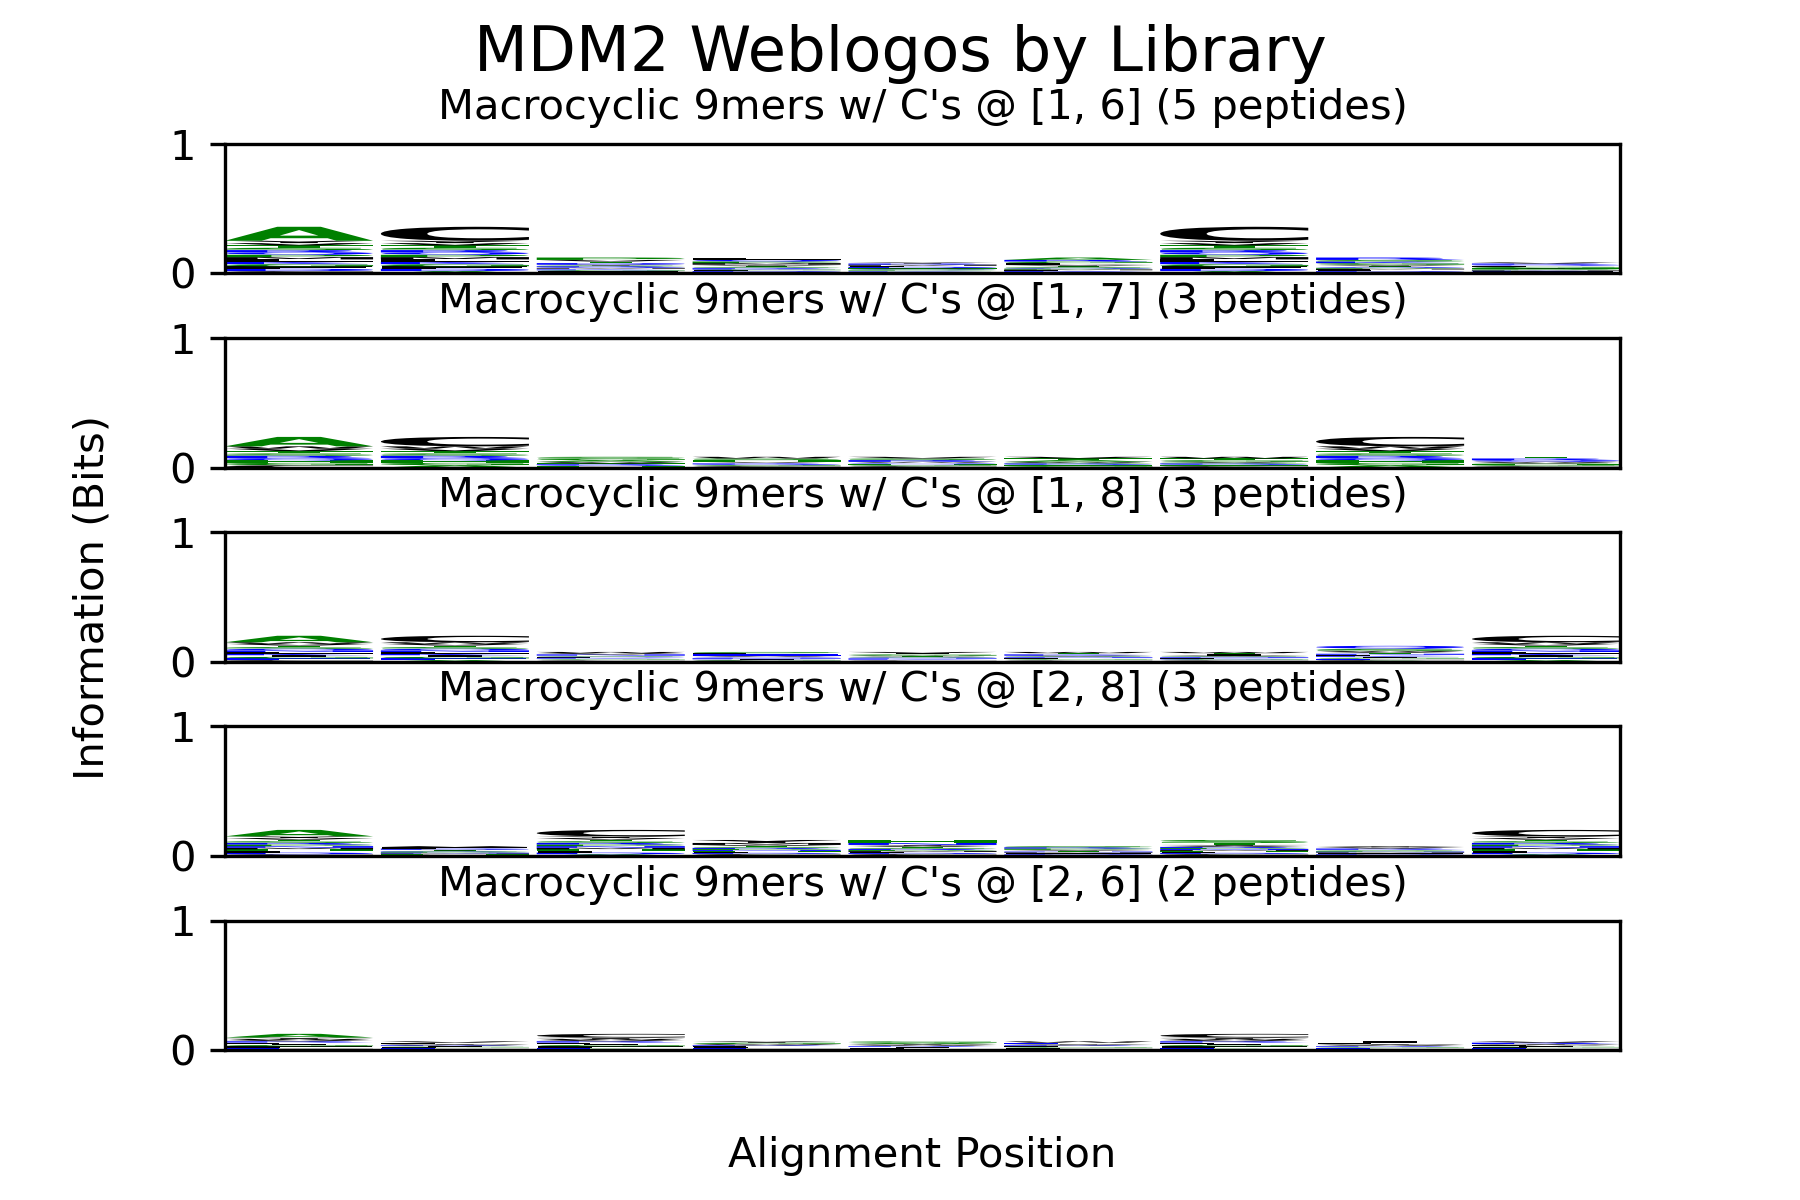 MDM2 Weblogos by Library
Macrocyclic 9mers w/ C's @ [1, 6] (5 peptides)
1
A C C
0
Macrocyclic 9mers w/ C's @ [1, 7] (3 peptides)
1
A C C
0
Macrocyclic 9mers w/ C's @ [1, 8] (3 peptides)
1
A C C
0
Macrocyclic 9mers w/ C's @ [2, 8] (3 peptides)
1
A C C
0
Macrocyclic 9mers w/ C's @ [2, 6] (2 peptides)
1
A C C
0
Information (Bits)
Alignment Position